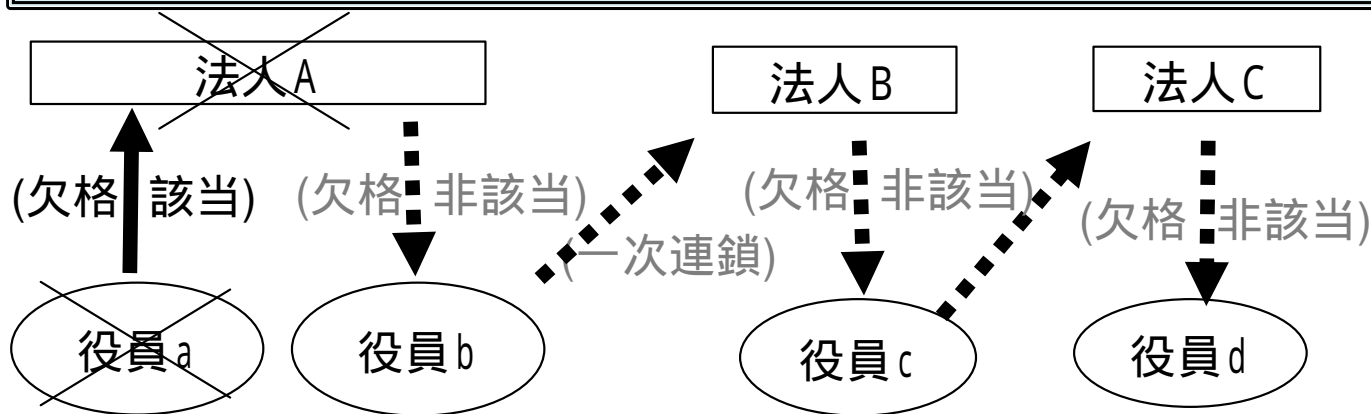 法人A
法人B
法人C
(欠格 該当)
(欠格 非該当)
(一次連鎖)
(欠格 非該当)
(欠格 非該当)
役員a
役員b
役員c
役員d